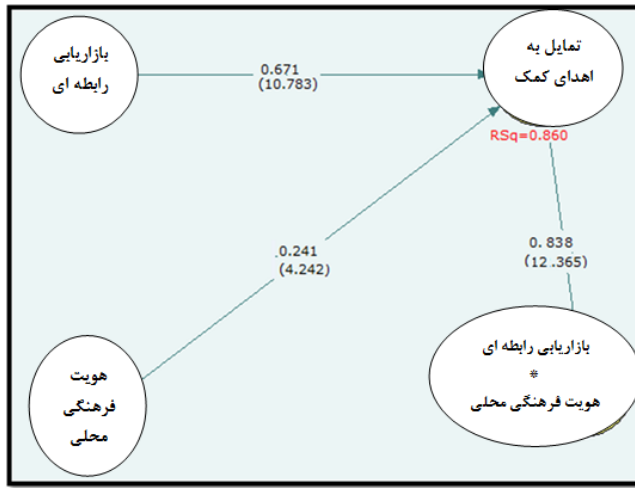 بازاریابی
رابطه ای
تمایل به
اهدای کمک
0.671
(10.783)
RSq=0.860
0.241
(4.242)
0.838
(12.365)
هویت
فرهنگی
محلی
بازاریابی رابطه ای
*
هویت فرهنگی محلی